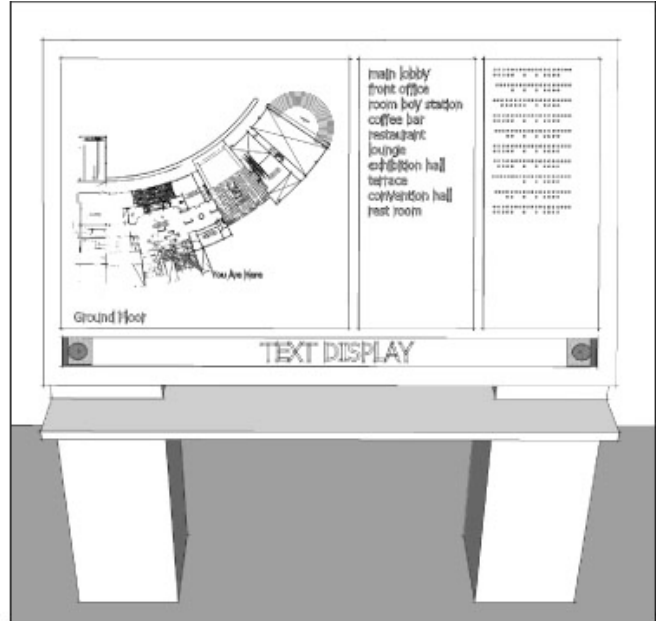 You Are Here
Ground Floor
main lobby
front office
room boy station
coffee bar
restaurant
lounge
exhibition hall
terrace
convention hall
rest room
TEXT DISPLAY